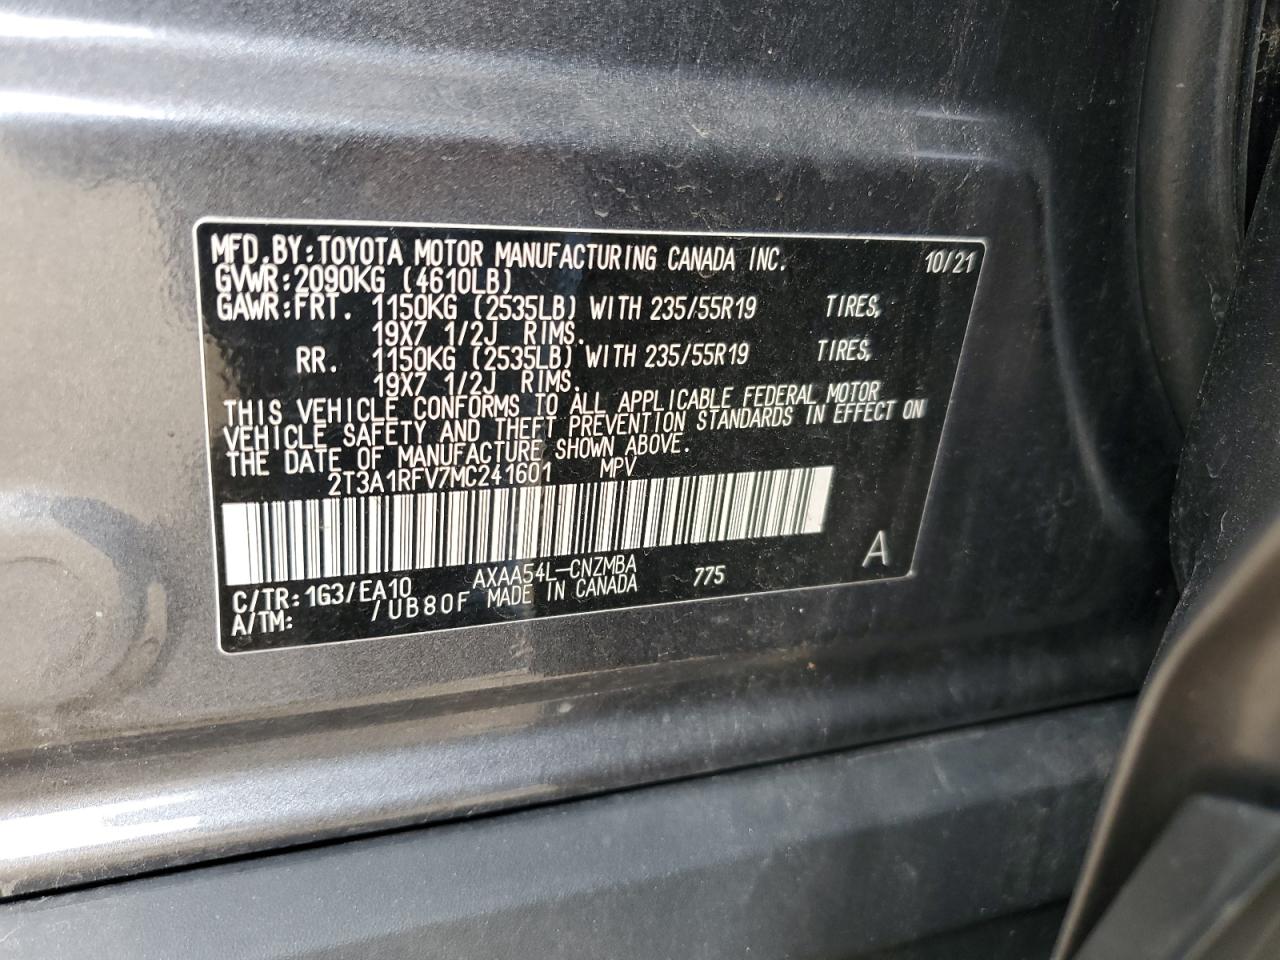 MFD.BY:TOYOTA MOTOR MANUFACTURING CANADA INC. 10/21
GVWR:2090KG (4610LB)
GAWR:FRT. 1150KG (2535LB) WITH 235/55R19 TIRES,
19X7 1/2J RIMS.
RR. 1150KG (2535LB) WITH 235/55R19 TIRES,
19X7 1/2J RIMS.
THIS VEHICLE CONFORMS TO ALL APPLICABLE FEDERAL MOTOR
VEHICLE SAFETY AND THEFT PREVENTION STANDARDS IN EFFECT ON
THE DATE OF MANUFACTURE SHOWN ABOVE.
2T3A1RFV7MC241601 MPV
A
C/TR:1G3/EA10 AXAA54L-CNZMBA 775
A/TM: /UB80F MADE IN CANADA